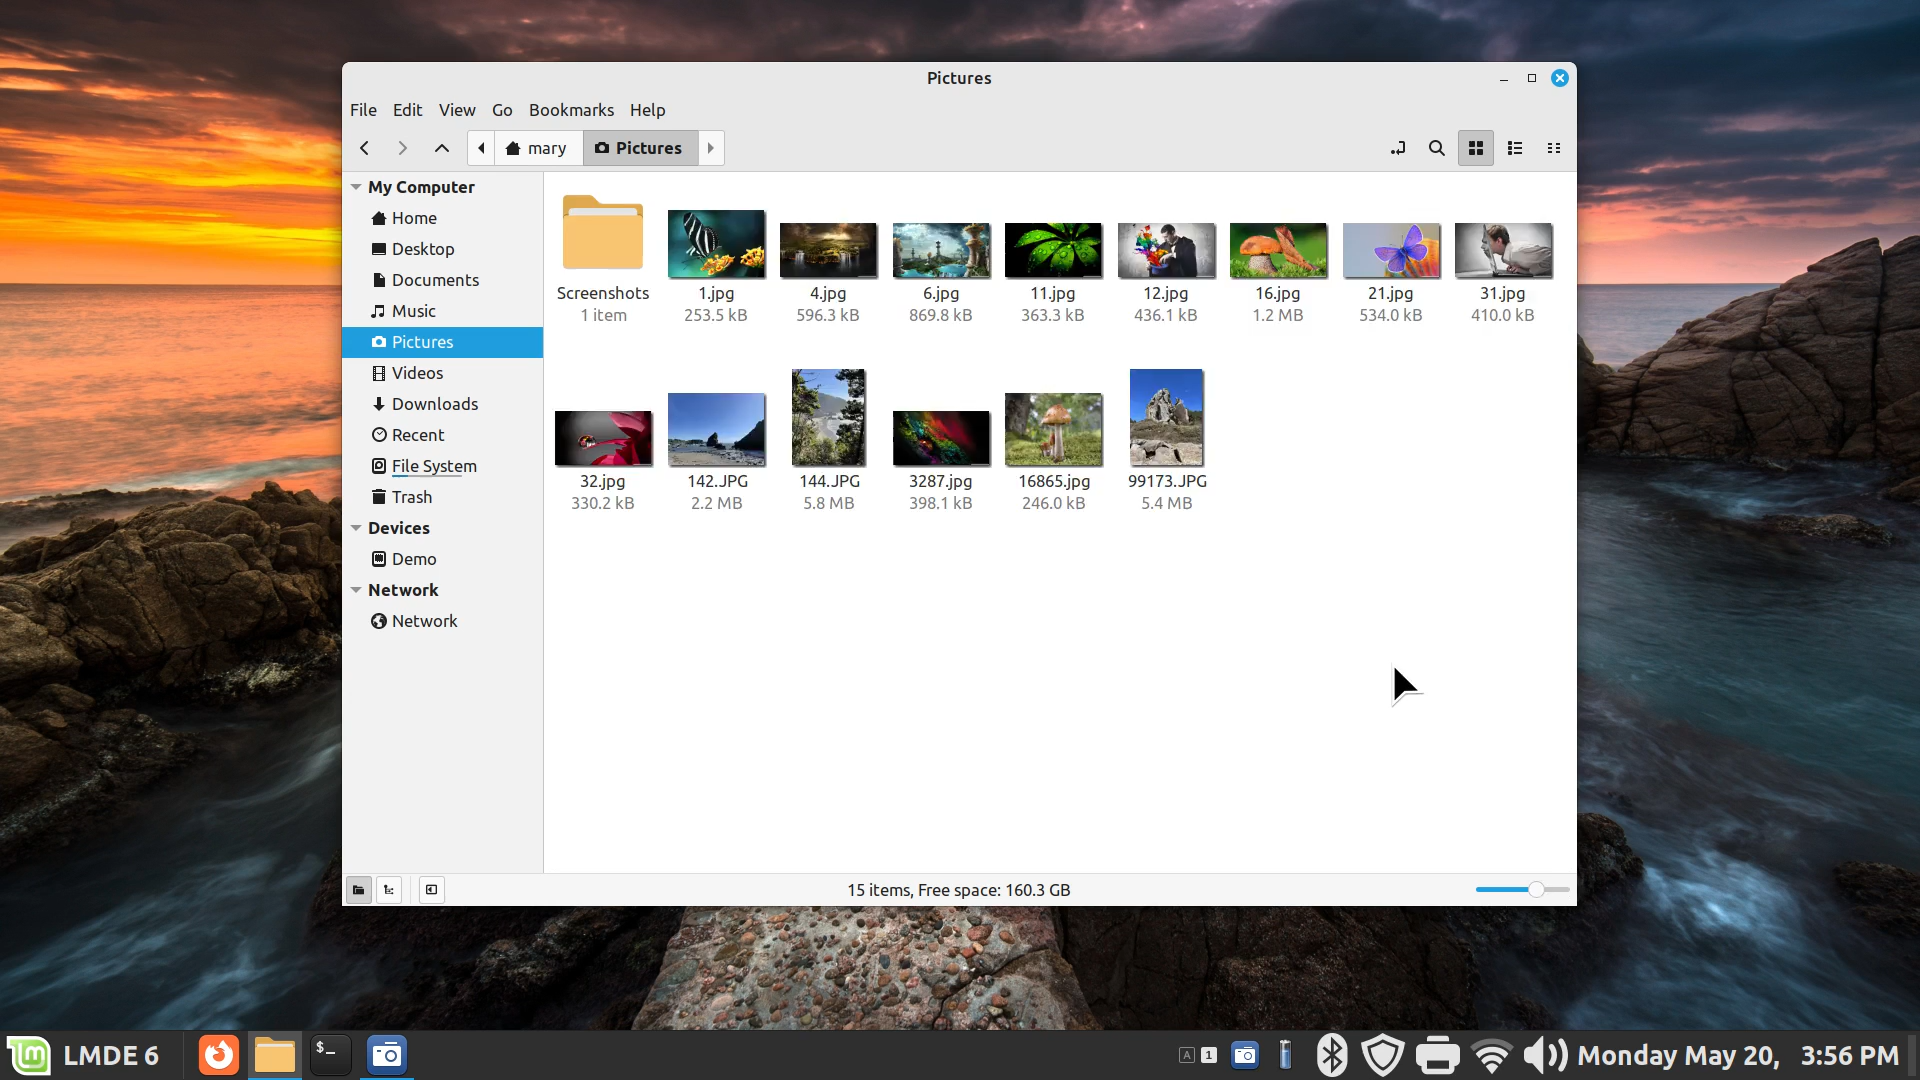 Pictures
File Edit View Go Bookmarks Help
mary Pictures
My Computer
Home
Desktop
Documents
Music
Pictures
Videos
Downloads
Recent
File System
Trash
Devices
Demo
Network
Network
Screenshots 1.jpg 4.jpg 6.jpg 11.jpg 12.jpg 16.jpg 21.jpg 31.jpg
1 item 253.5 kB 596.3 kB 869.8 kB 363.3 kB 436.1 kB 1.2 MB 534.0 kB 410.0 kB
32.jpg 142.JPG 144.JPG 3287.jpg 16865.jpg 99173.JPG
330.2 kB 2.2 MB 5.8 MB 398.1 kB 246.0 kB 5.4 MB
15 items, Free space: 160.3 GB
LMDE 6 $_ A 1 Monday May 20, 3:56 PM